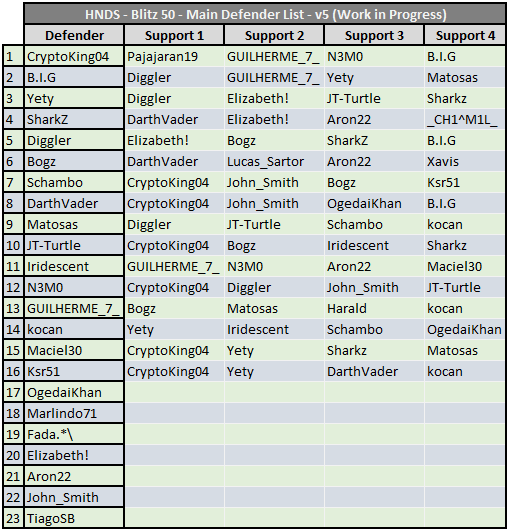 HNDS - Blitz 50 - Main Defender List - v5 (Work in Progress)
Defender Support 1 Support 2 Support 3 Support 4
1 CryptoKing04 Pajajaran19 GUILHERME_7_ N3M0 B.I.G
2 B.I.G Diggler GUILHERME_7_ Yety Matosas
3 Yety Diggler Elizabeth! JT-Turtle Sharkz
4 SharkZ DarthVader Elizabeth! Aron22 _CH1^M1L_
5 Diggler Elizabeth! Bogz SharkZ B.I.G
6 Bogz DarthVader Lucas_Sartor Aron22 Xavis
7 Schambo CryptoKing04 John_Smith Bogz Ksr51
8 DarthVader CryptoKing04 John_Smith OgedaiKhan B.I.G
9 Matosas Diggler JT-Turtle Schambo kocan
10 JT-Turtle CryptoKing04 Bogz Iridescent Sharkz
11 Iridescent GUILHERME_7_ N3M0 Aron22 Maciel30
12 N3M0 CryptoKing04 Diggler John_Smith JT-Turtle
13 GUILHERME_7_ Bogz Matosas Harald kocan
14 kocan Yety Iridescent Schambo OgedaiKhan
15 Maciel30 CryptoKing04 Yety Sharkz Matosas
16 Ksr51 CryptoKing04 Yety DarthVader kocan
17 OgedaiKhan
18 Marlindo71
19 Fada.*\
20 Elizabeth!
21 Aron22
22 John_Smith
23 TiagoSB